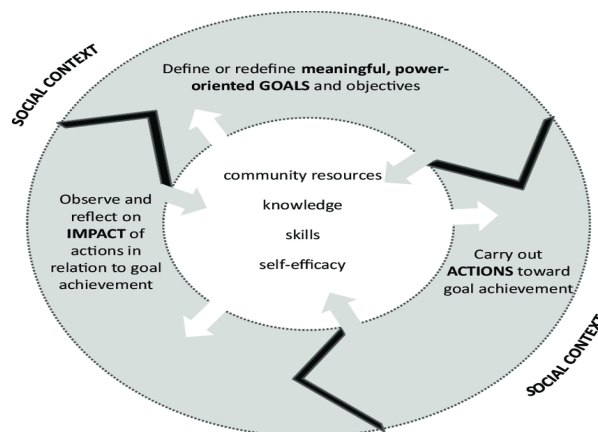 SOCIAL CONTEXT
Define or redefine meaningful, power-
oriented GOALS and objectives
community resources
knowledge
skills
self-efficacy
Observe and
reflect on
IMPACT of
actions in
relation to goal
achievement
Carry out
ACTIONS toward
goal achievement
SOCIAL CONTEXT